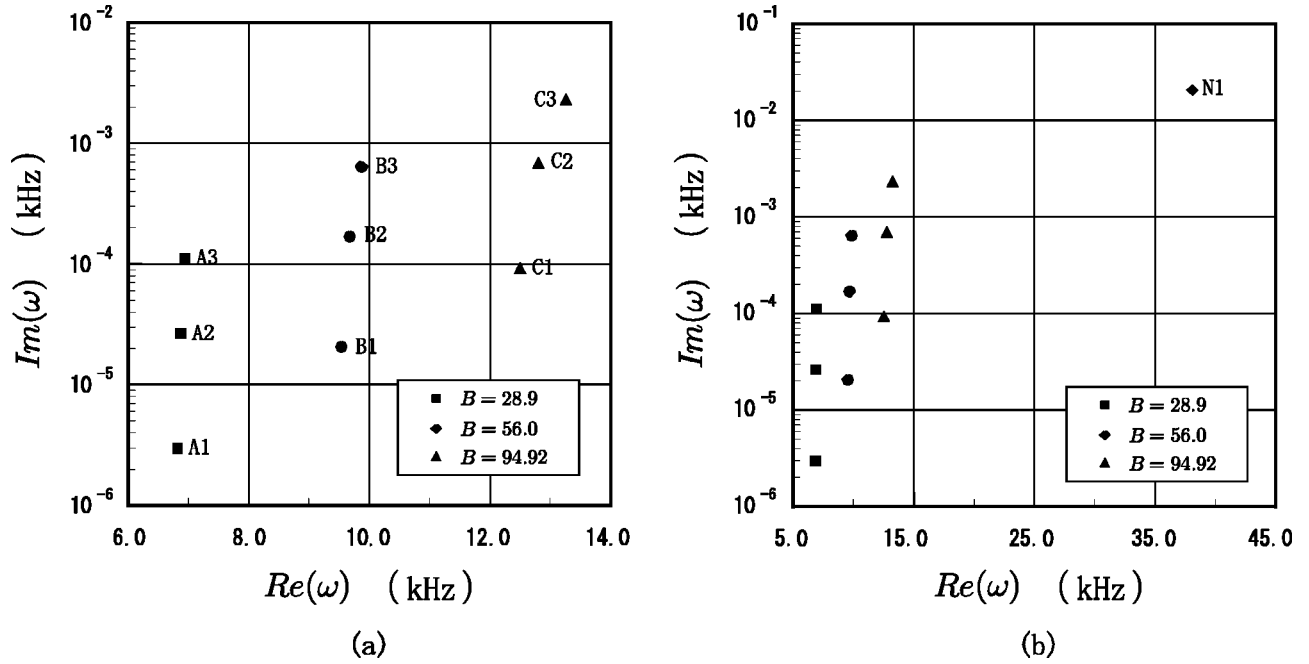 10⁻²
10⁻³
10⁻⁴
10⁻⁵
10⁻⁶
Im(ω) (kHz)
C3
C2
C1
B3
B2
B1
A3
A2
A1
B = 28.9
B = 56.0
B = 94.92
6.0 8.0 10.0 12.0 14.0
Re(ω) (kHz)
(a)
10⁻¹
10⁻²
10⁻³
10⁻⁴
10⁻⁵
10⁻⁶
Im(ω) (kHz)
N1
B = 28.9
B = 56.0
B = 94.92
5.0 15.0 25.0 35.0 45.0
Re(ω) (kHz)
(b)